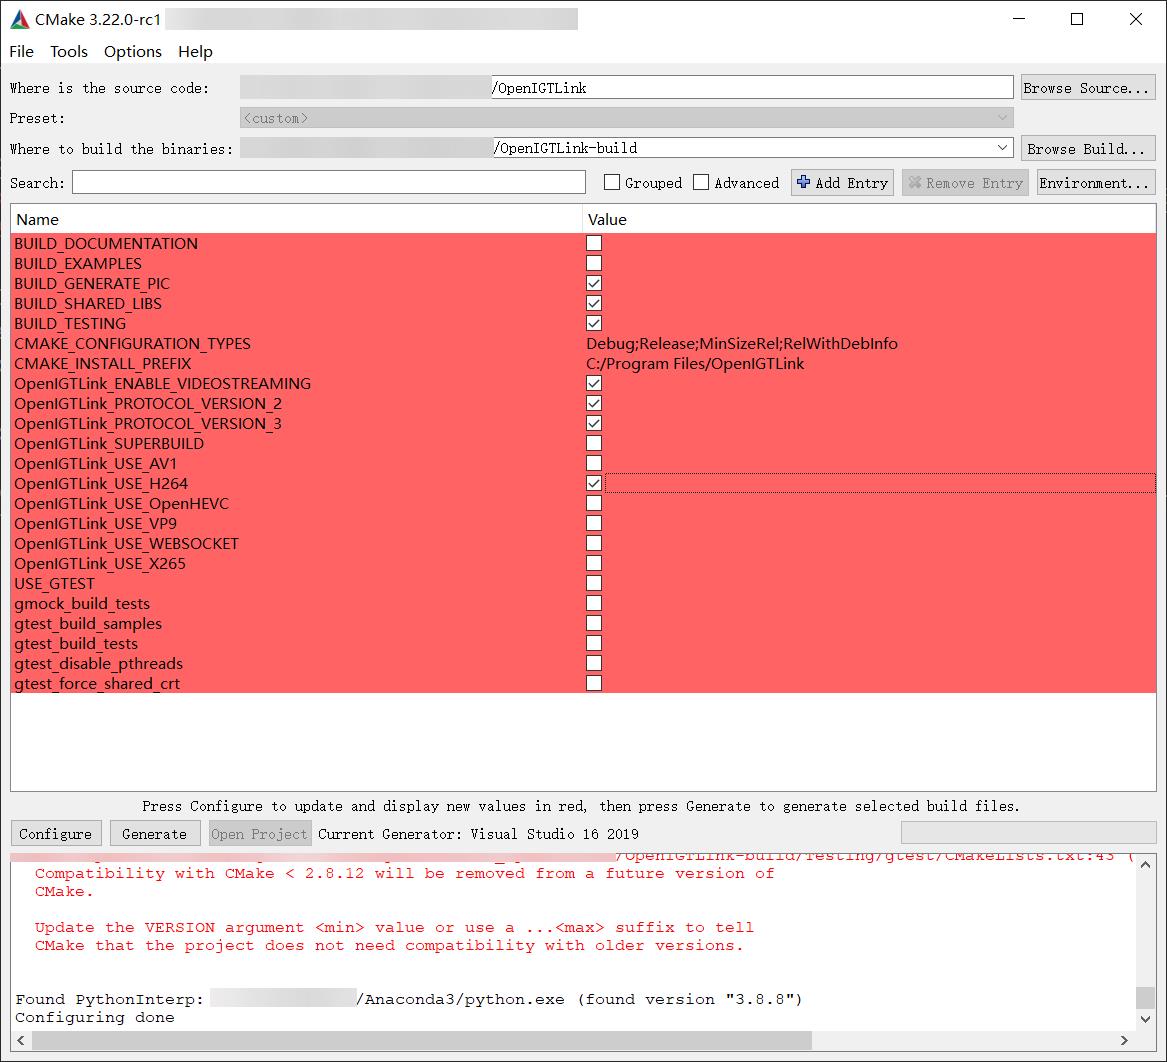 CMake 3.22.0-rc1
File Tools Options Help
Where is the source code: /OpenIGTLink Browse Source...
Preset: <custom>
Where to build the binaries: /OpenIGTLink-build Browse Build...
Search: Grouped Advanced Add Entry Remove Entry Environment...
Name Value
BUILD_DOCUMENTATION
BUILD_EXAMPLES
BUILD_GENERATE_PIC
BUILD_SHARED_LIBS
BUILD_TESTING
CMAKE_CONFIGURATION_TYPES Debug;Release;MinSizeRel;RelWithDebInfo
CMAKE_INSTALL_PREFIX C:/Program Files/OpenIGTLink
OpenIGTLink_ENABLE_VIDEOSTREAMING
OpenIGTLink_PROTOCOL_VERSION_2
OpenIGTLink_PROTOCOL_VERSION_3
OpenIGTLink_SUPERBUILD
OpenIGTLink_USE_AV1
OpenIGTLink_USE_H264
OpenIGTLink_USE_OpenHEVC
OpenIGTLink_USE_VP9
OpenIGTLink_USE_WEBSOCKET
OpenIGTLink_USE_X265
USE_GTEST
gmock_build_tests
gtest_build_samples
gtest_build_tests
gtest_disable_pthreads
gtest_force_shared_crt
Press Configure to update and display new values in red, then press Generate to generate selected build files.
Configure Generate Open Project Current Generator: Visual Studio 16 2019
/OpenIGTLink-build/Testing/gtest/CMakeLists.txt:43 (
Compatibility with CMake < 2.8.12 will be removed from a future version of
CMake.
Update the VERSION argument <min> value or use a ...<max> suffix to tell
CMake that the project does not need compatibility with older versions.
Found PythonInterp: /Anaconda3/python.exe (found version "3.8.8")
Configuring done